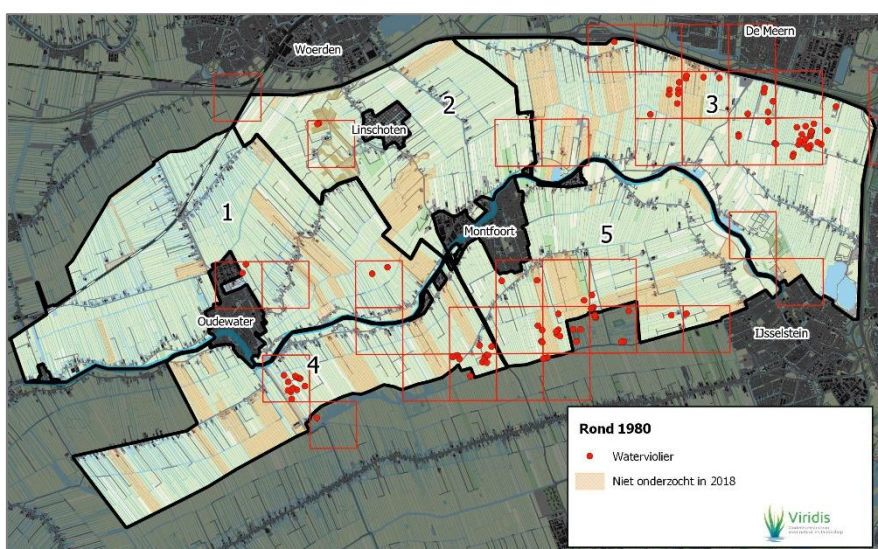 Woerden
De Meern
2
3
Linschoten
1
Montfoort
5
Oudewater
IJsselstein
4
Rond 1980
Waterviolier
Niet onderzocht in 2018
Viridis